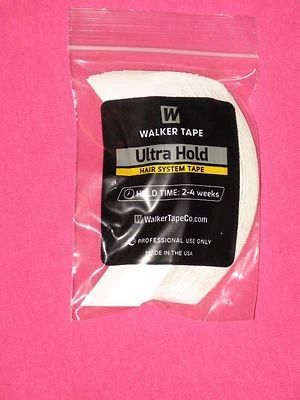 W
WALKER TAPE
Ultra Hold
HAIR SYSTEM TAPE
HOLD TIME: 2-4 weeks
W WalkerTapeCo.com
PROFESSIONAL USE ONLY
MADE IN THE USA